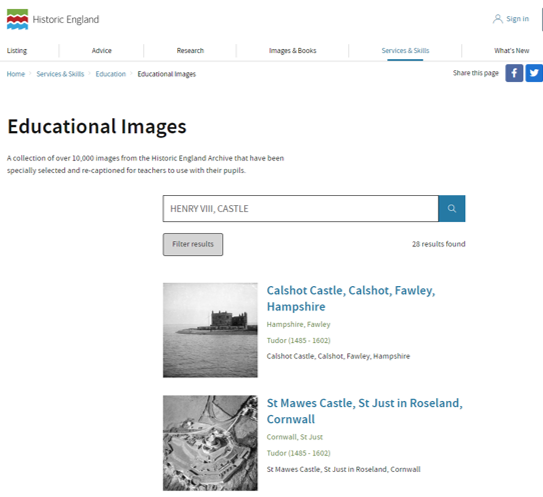 Historic England
Sign in
Listing
Advice
Research
Images & Books
Services & Skills
What's New
Home
Services & Skills
Education
Educational Images
Share this page
Educational Images
A collection of over 10,000 images from the Historic England Archive that have been
specially selected and re-captioned for teachers to use with their pupils.
HENRY VIII, CASTLE
Filter results
28 results found
Calshot Castle, Calshot, Fawley,
Hampshire
Hampshire, Fawley
Tudor (1485 - 1602)
Calshot Castle, Calshot, Fawley, Hampshire
St Mawes Castle, St Just in Roseland,
Cornwall
Cornwall, St Just
Tudor (1485 - 1602)
St Mawes Castle, St Just in Roseland, Cornwall